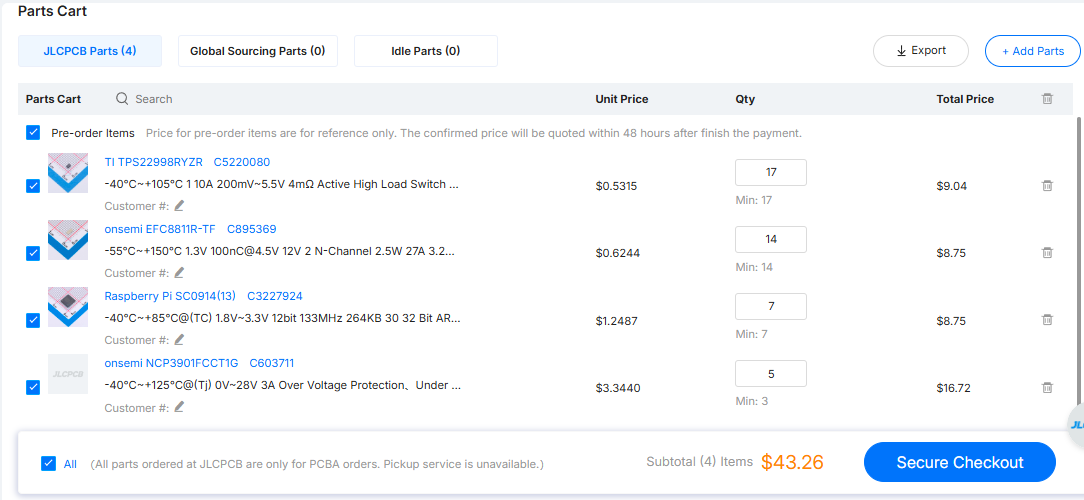 Parts Cart
JLCPCB Parts (4) Global Sourcing Parts (0) Idle Parts (0) Export + Add Parts
Parts Cart Search Unit Price Qty Total Price
Pre-order Items Price for pre-order items are for reference only. The confirmed price will be quoted within 48 hours after finish the payment.
TI TPS22998RYZR C5220080
-40℃~+105℃ 1 10A 200mV~5.5V 4mΩ Active High Load Switch ... $0.5315 17 $9.04
Customer #: Min: 17
onsemi EFC8811R-TF C895369
-55℃~+150℃ 1.3V 100nC@4.5V 12V 2 N-Channel 2.5W 27A 3.2... $0.6244 14 $8.75
Customer #: Min: 14
Raspberry Pi SC0914(13) C3227924
-40℃~+85℃@(TC) 1.8V~3.3V 12bit 133MHz 264KB 30 32 Bit AR... $1.2487 7 $8.75
Customer #: Min: 7
onsemi NCP3901FCCT1G C603711
JLCPCB -40℃~+125℃@(Tj) 0V~28V 3A Over Voltage Protection、Under ... $3.3440 5 $16.72
Customer #: Min: 3
All (All parts ordered at JLCPCB are only for PCBA orders. Pickup service is unavailable.) Subtotal (4) Items $43.26 Secure Checkout